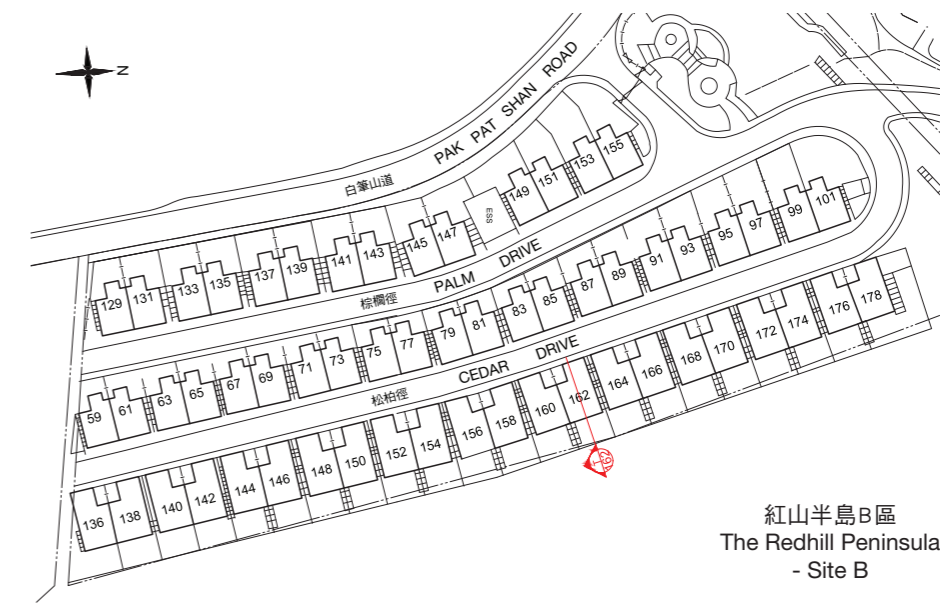 N
PAK PAT SHAN ROAD
白筆山道
129 131 133 135 137 139 141 143 145 147 ESS 149 151 153 155
PALM DRIVE
棕櫚徑
59 61 63 65 67 69 71 73 75 77 79 81 83 85 87 89 91 93 95 97 99 101
CEDAR DRIVE
松柏徑
136 138 140 142 144 146 148 150 152 154 156 158 160 162 164 166 168 170 172 174 176 178
162
紅山半島B區
The Redhill Peninsula
- Site B